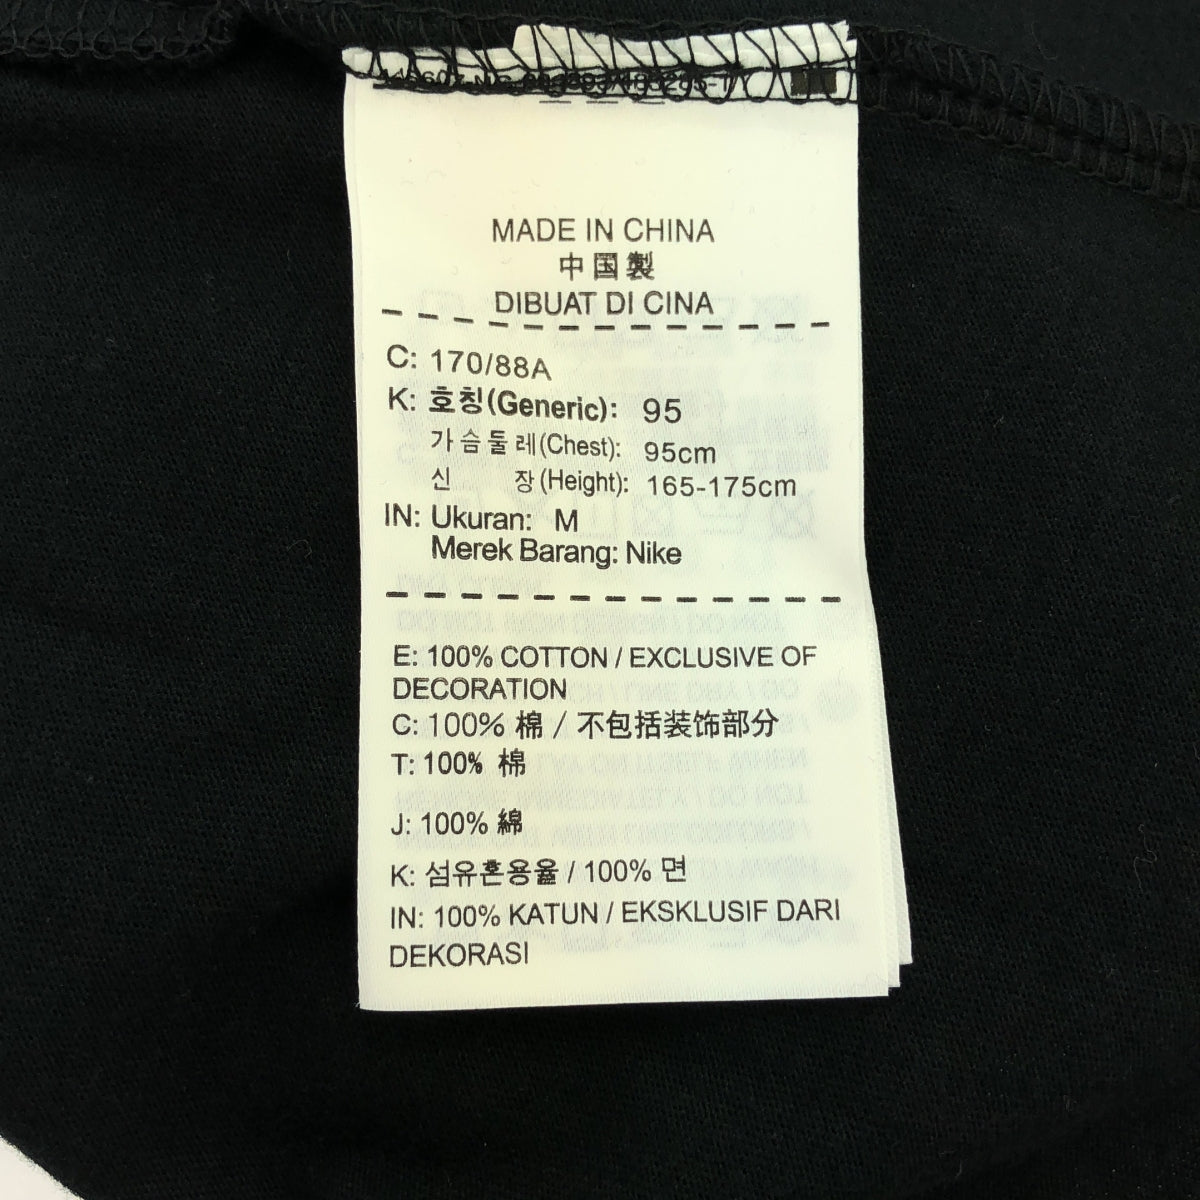 MADE IN CHINA
中国製
DIBUAT DI CINA
C: 170/88A
K: 호칭(Generic): 95
가슴둘레(Chest): 95cm
신 장(Height): 165-175cm
IN: Ukuran: M
Merek Barang: Nike
E: 100% COTTON / EXCLUSIVE OF
DECORATION
C: 100% 棉 / 不包括装饰部分
T: 100% 棉
J: 100% 綿
K: 섬유혼용율 / 100% 면
IN: 100% KATUN / EKSKLUSIF DARI
DEKORASI